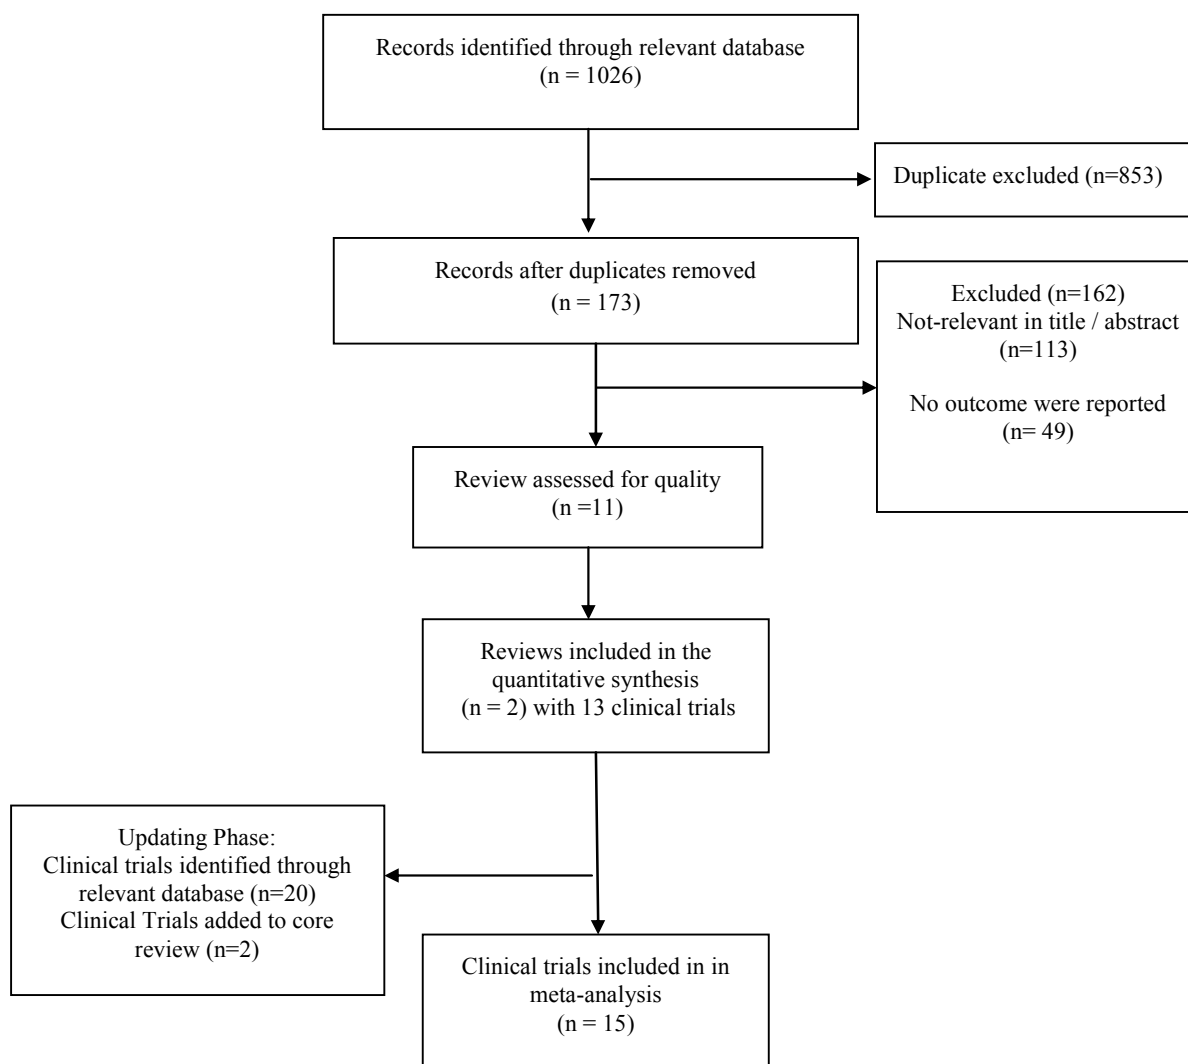 Records identified through relevant database
(n = 1026)
Duplicate excluded (n=853)
Records after duplicates removed
(n = 173)
Excluded (n=162)
Not-relevant in title / abstract
(n=113)
No outcome were reported
(n= 49)
Review assessed for quality
(n =11)
Reviews included in the
quantitative synthesis
(n = 2) with 13 clinical trials
Updating Phase:
Clinical trials identified through
relevant database (n=20)
Clinical Trials added to core
review (n=2)
Clinical trials included in in
meta-analysis
(n = 15)